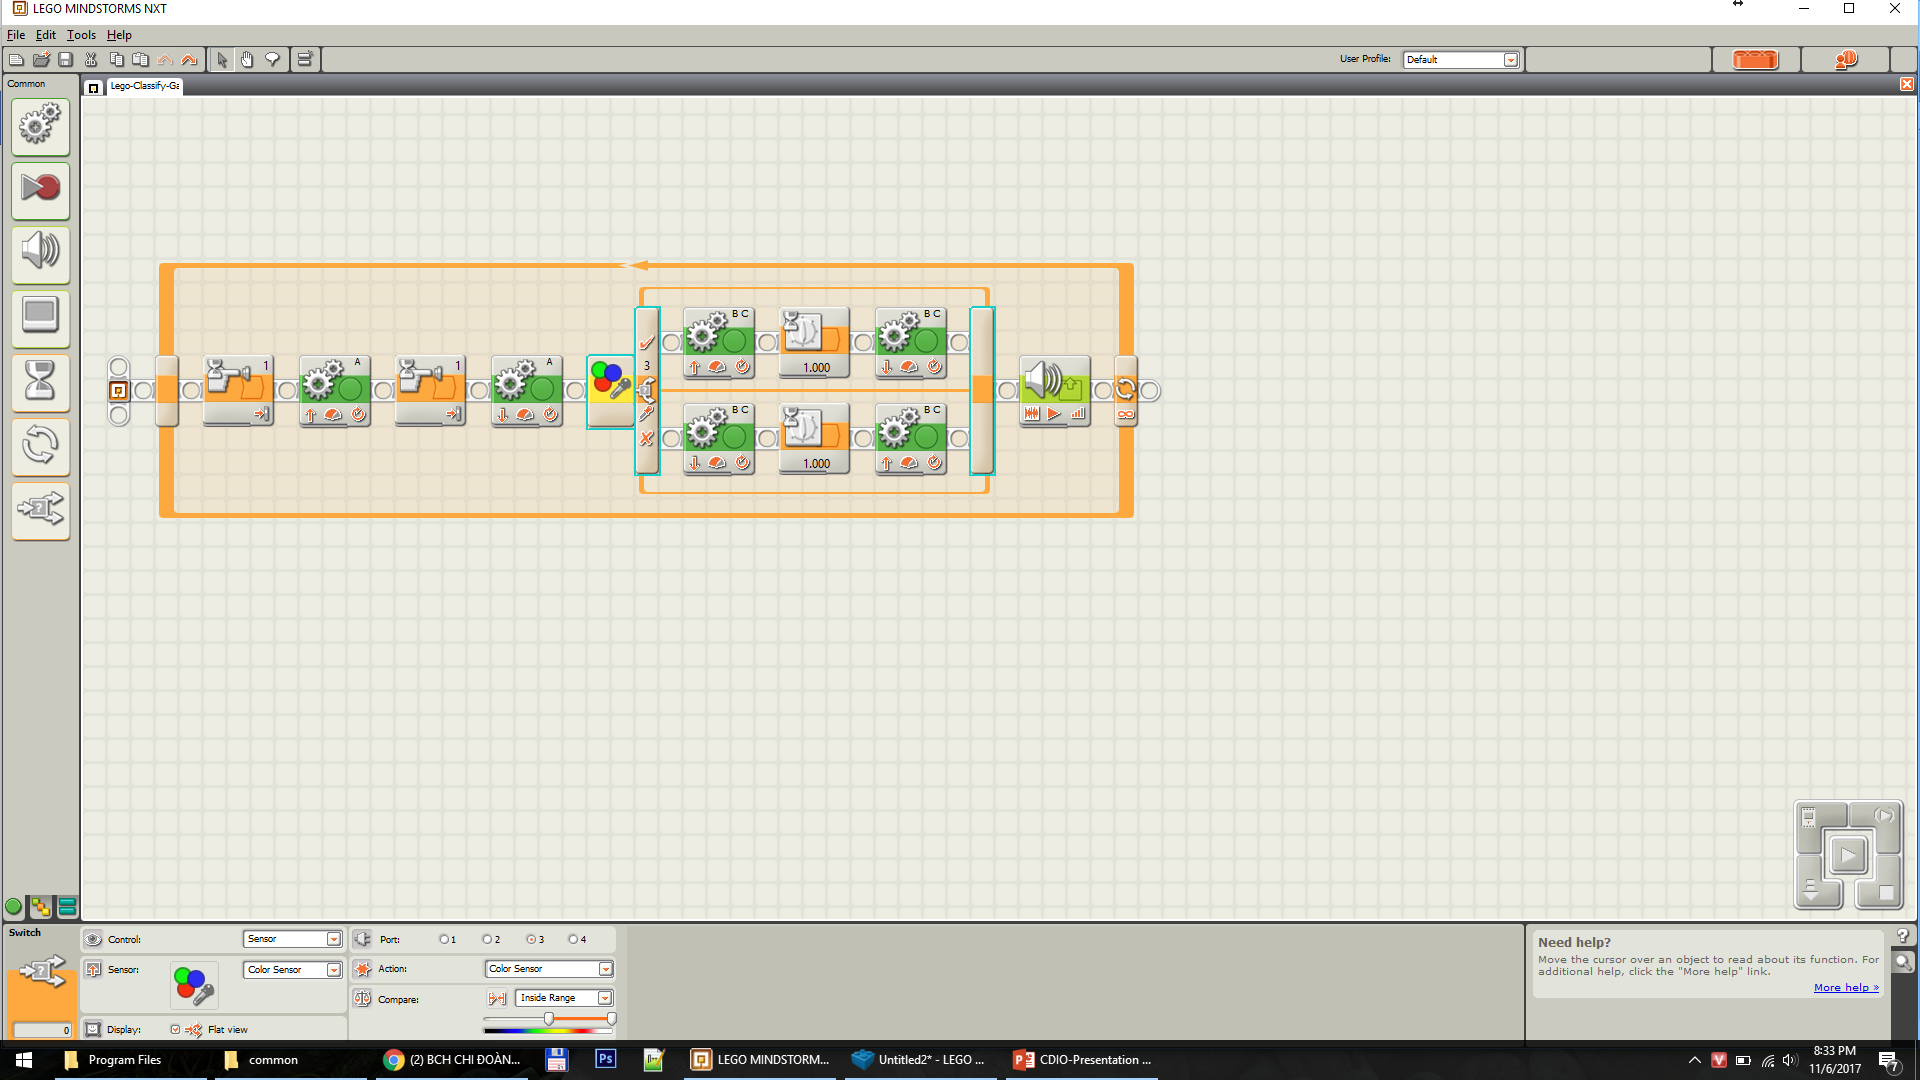 LEGO MINDSTORMS NXT
File Edit Tools Help
User Profile: Default
Common
Lego-Classify-Ga
B C
B C
1.000
1
A
1
A
3
B C
B C
1.000
Switch
Control: Sensor
Port: 1 2 3 4
Sensor: Color Sensor
Action: Color Sensor
Compare: Inside Range
0
Display: Flat view
Need help?
Move the cursor over an object to read about its function. For
additional help, click the "More help" link.
More help »
Program Files
common
(2) BCH CHI ĐOÀN...
Ps
LEGO MINDSTORM...
Untitled2* - LEGO ...
CDIO-Presentation ...
V
8:33 PM
11/6/2017
7